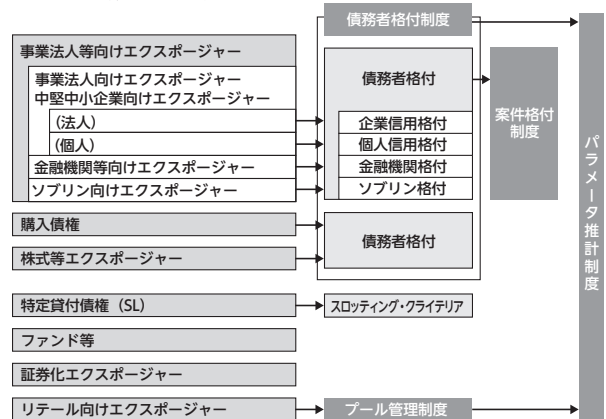 債務者格付制度
事業法人等向けエクスポージャー
事業法人向けエクスポージャー
中堅中小企業向けエクスポージャー
(法人)
(個人)
金融機関等向けエクスポージャー
ソブリン向けエクスポージャー
債務者格付
企業信用格付
個人信用格付
金融機関格付
ソブリン格付
案件格付
制度
パラメータ推計制度
購入債権
株式等エクスポージャー
債務者格付
特定貸付債権（SL）
スロッティング・クライテリア
ファンド等
証券化エクスポージャー
リテール向けエクスポージャー
プール管理制度